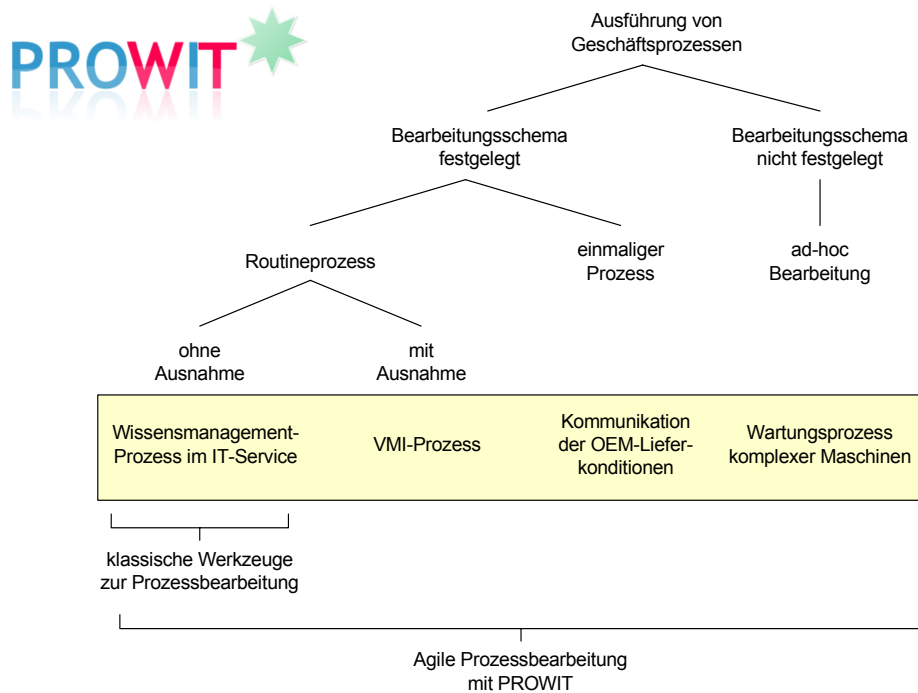 PROWIT
Ausführung von
Geschäftsprozessen
Bearbeitungsschema
festgelegt
Bearbeitungsschema
nicht festgelegt
Routineprozess
einmaliger
Prozess
ad-hoc
Bearbeitung
ohne
Ausnahme
mit
Ausnahme
Wissensmanagement-
Prozess im IT-Service
VMI-Prozess
Kommunikation
der OEM-Liefer-
konditionen
Wartungsprozess
komplexer Maschinen
klassische Werkzeuge
zur Prozessbearbeitung
Agile Prozessbearbeitung
mit PROWIT